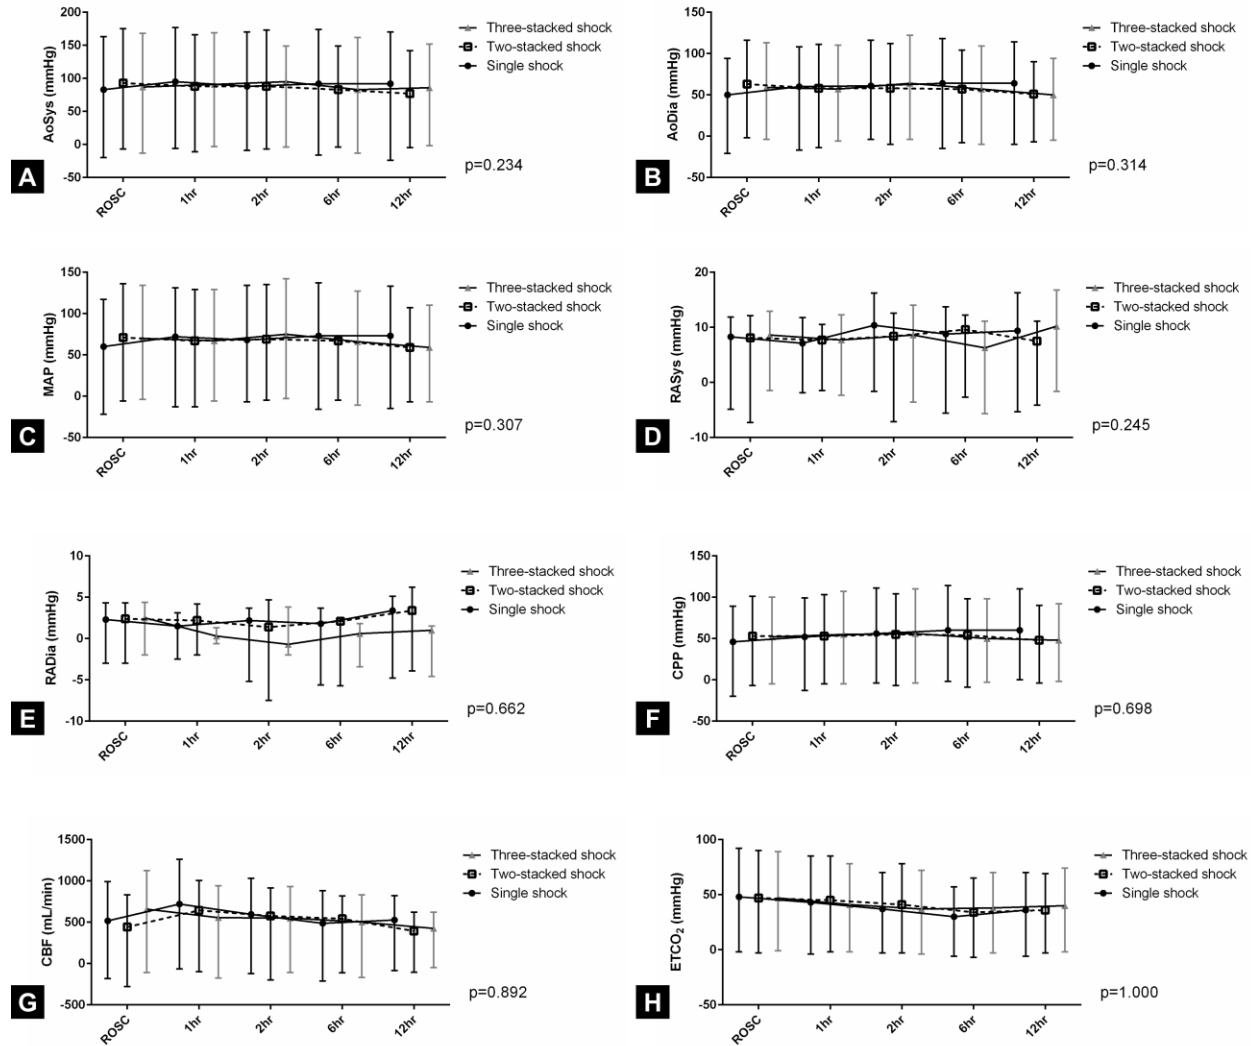 200
150
100
50
0
-50
AoSys (mmHg)
ROSC
1hr
2hr
6hr
12hr
Three-stacked shock
Two-stacked shock
Single shock
p=0.234
A
150
100
50
0
-50
AoDia (mmHg)
ROSC
1hr
2hr
6hr
12hr
Three-stacked shock
Two-stacked shock
Single shock
p=0.314
B
150
100
50
0
-50
MAP (mmHg)
ROSC
1hr
2hr
6hr
12hr
Three-stacked shock
Two-stacked shock
Single shock
p=0.307
C
20
10
0
-10
RASys (mmHg)
ROSC
1hr
2hr
6hr
12hr
Three-stacked shock
Two-stacked shock
Single shock
p=0.245
D
10
5
0
-5
-10
RADia (mmHg)
ROSC
1hr
2hr
6hr
12hr
Three-stacked shock
Two-stacked shock
Single shock
p=0.662
E
150
100
50
0
-50
CPP (mmHg)
ROSC
1hr
2hr
6hr
12hr
Three-stacked shock
Two-stacked shock
Single shock
p=0.698
F
1500
1000
500
0
-500
CBF (mL/min)
ROSC
1hr
2hr
6hr
12hr
Three-stacked shock
Two-stacked shock
Single shock
p=0.892
G
100
50
0
-50
ETCO₂ (mmHg)
ROSC
1hr
2hr
6hr
12hr
Three-stacked shock
Two-stacked shock
Single shock
p=1.000
H